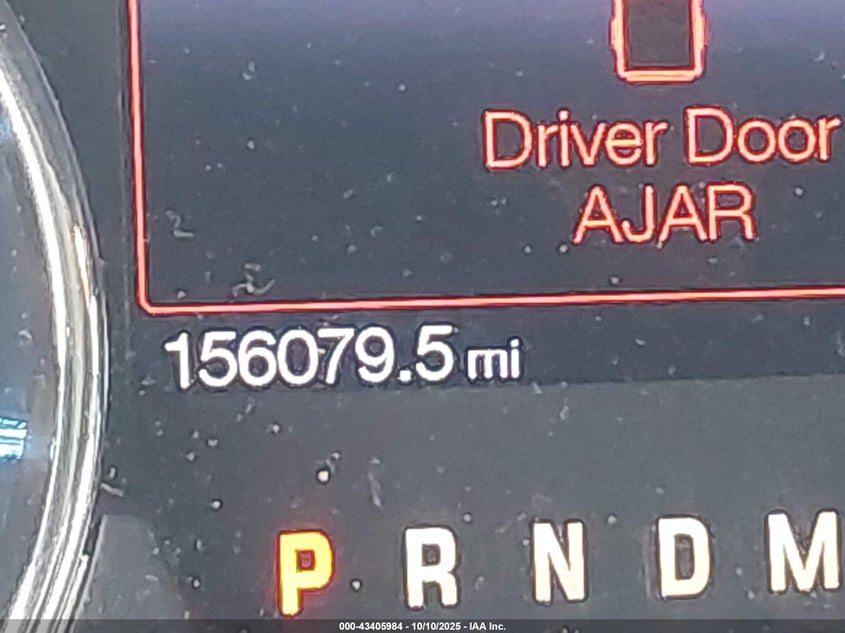 Driver Door
AJAR
156079.5 mi
P R N D M
000-43405984 - 10/10/2025 - IAA Inc.